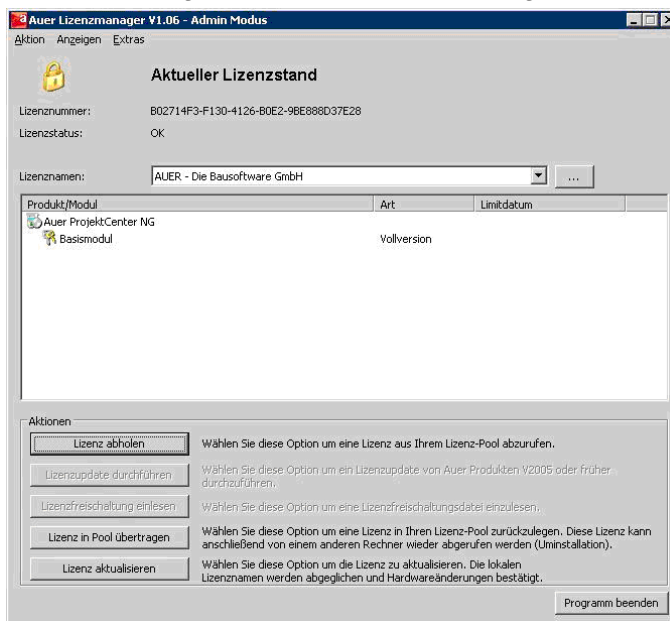 Auer Lizenzmanager V1.06 - Admin Modus
Aktion Anzeigen Extras
Aktueller Lizenzstand
Lizenznummer: B02714F3-F130-4126-B0E2-9BE888D37E28
Lizenzstatus: OK
Lizenznamen: AUER - Die Bausoftware GmbH ...
Produkt/Modul Art Limitdatum
Auer ProjektCenter NG
Basismodul Vollversion
Aktionen
Lizenz abholen Wählen Sie diese Option um eine Lizenz aus Ihrem Lizenz-Pool abzurufen.
Lizenzupdate durchführen Wählen Sie diese Option um ein Lizenzupdate von Auer Produkten V2005 oder früher
durchzuführen.
Lizenzfreischaltung einlesen Wählen Sie diese Option um eine Lizenzfreischaltungsdatei einzulesen.
Lizenz in Pool übertragen Wählen Sie diese Option um eine Lizenz in Ihren Lizenz-Pool zurückzulegen. Diese Lizenz kann
anschließend von einem anderen Rechner wieder abgerufen werden (Uminstallation).
Lizenz aktualisieren Wählen Sie diese Option um die Lizenz zu aktualisieren. Die lokalen
Lizenznamen werden abgeglichen und Hardwareänderungen bestätigt.
Programm beenden